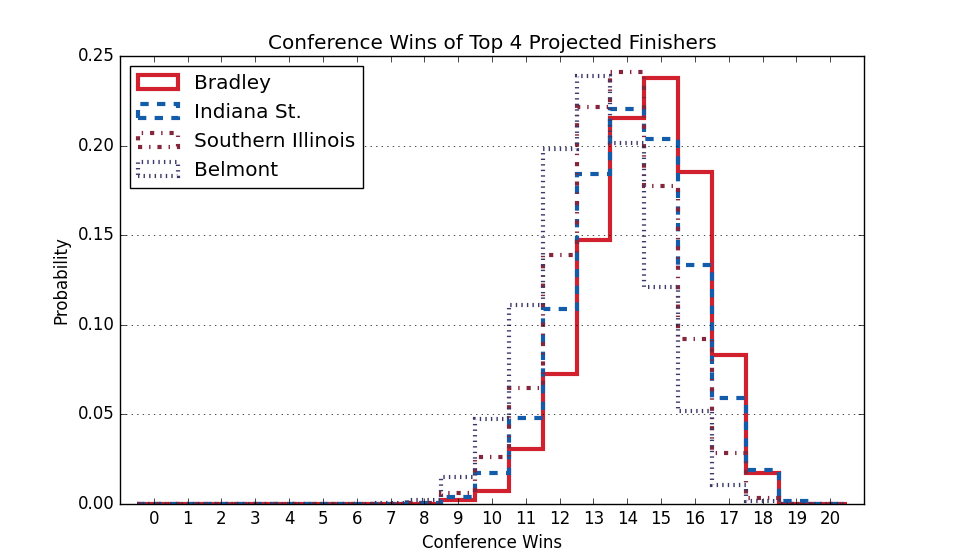 Conference Wins of Top 4 Projected Finishers
0.25
0.20
0.15
0.10
0.05
0.00
Probability
Bradley
Indiana St.
Southern Illinois
Belmont
0 1 2 3 4 5 6 7 8 9 10 11 12 13 14 15 16 17 18 19 20
Conference Wins